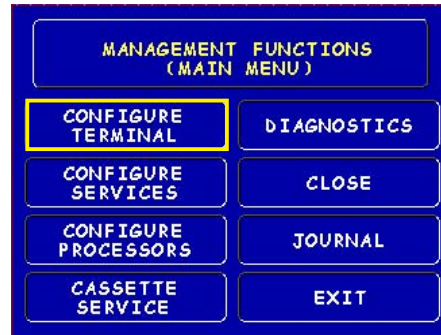 MANAGEMENT FUNCTIONS
(MAIN MENU)
CONFIGURE
TERMINAL
DIAGNOSTICS
CONFIGURE
SERVICES
CLOSE
CONFIGURE
PROCESSORS
JOURNAL
CASSETTE
SERVICE
EXIT